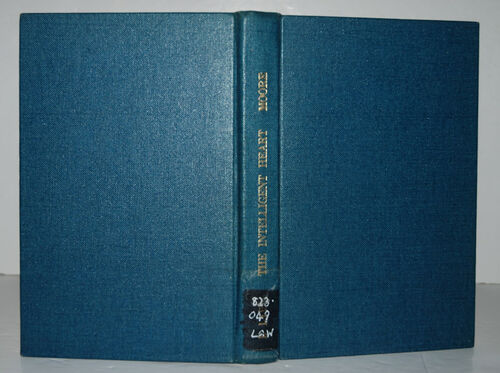 THE INTELLIGENT HEART MOORE
823.
049
LAW